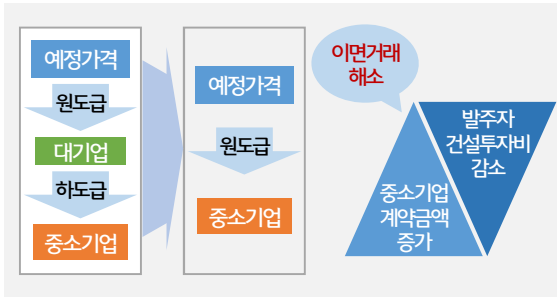 예정가격
원도급
대기업
하도급
중소기업
예정가격
원도급
중소기업
이면거래
해소
중소기업
계약금액
증가
발주자
건설투자비
감소